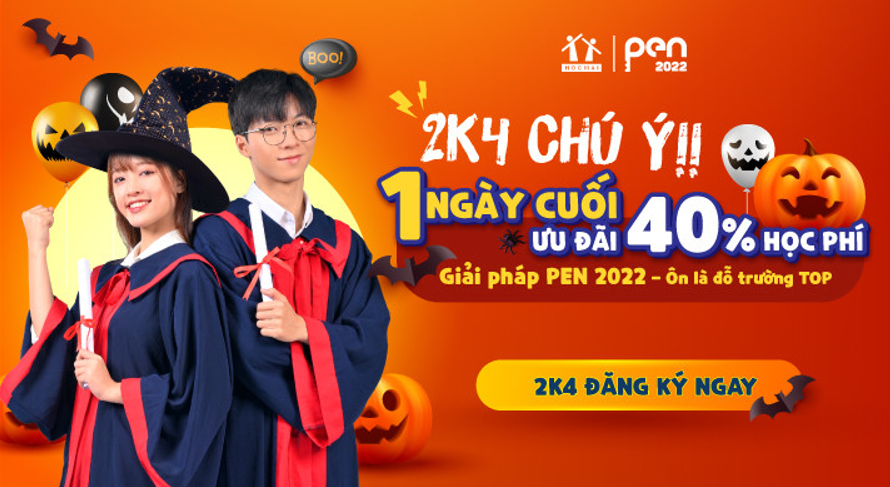 BOO!
HOCMAI
pen
2022
2K4 CHÚ Ý!!
1 NGÀY CUỐI
ƯU ĐÃI 40% HỌC PHÍ
Giải pháp PEN 2022 – Ôn là đỗ trường TOP
2K4 ĐĂNG KÝ NGAY